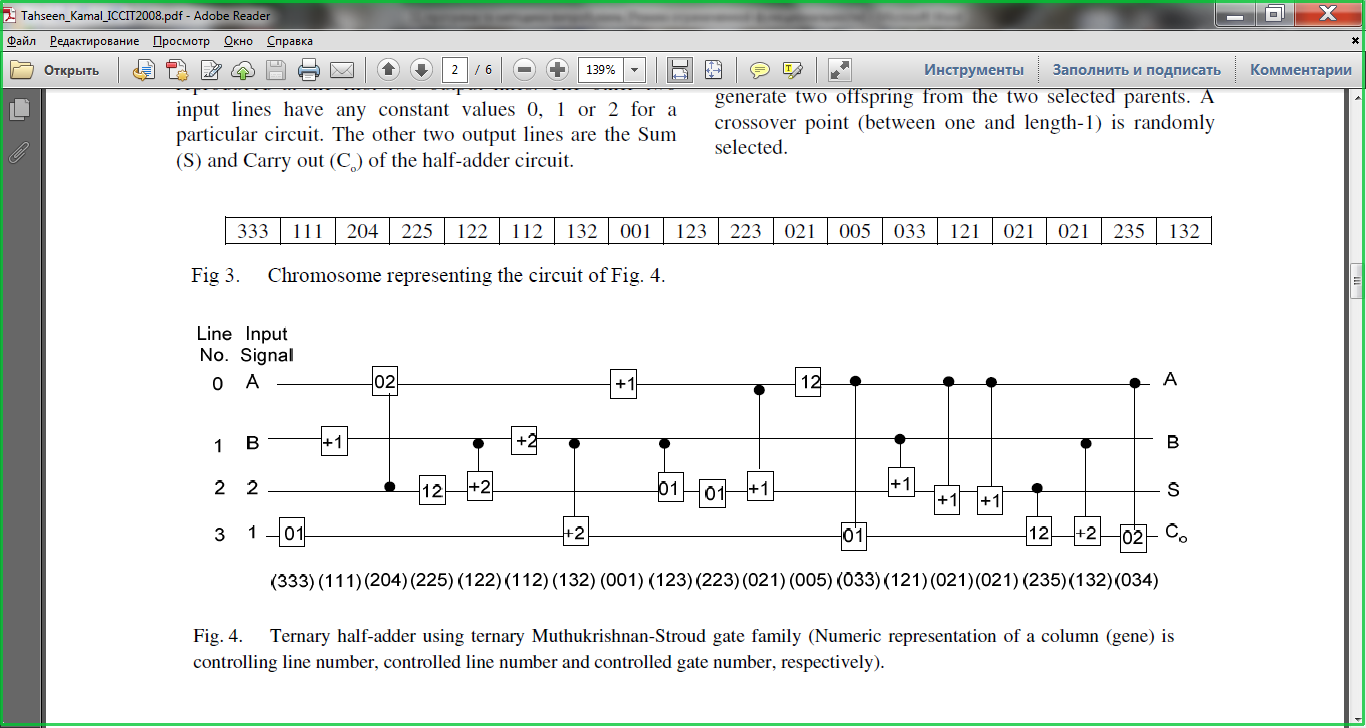 Tahseen_Kamal_ICCIT2008.pdf - Adobe Reader
Файл Редактирование Просмотр Окно Справка
Открыть 2 / 6 139% Инструменты Заполнить и подписать Комментарии
input lines have any constant values 0, 1 or 2 for a
particular circuit. The other two output lines are the Sum
(S) and Carry out (Co) of the half-adder circuit.
generate two offspring from the two selected parents. A
crossover point (between one and length-1) is randomly
selected.
333 111 204 225 122 112 132 001 123 223 021 005 033 121 021 021 235 132
Fig 3. Chromosome representing the circuit of Fig. 4.
Line Input
No. Signal
0 A 02 +1 12 A
1 B +1 +2 B
2 2 12 +2 01 01 +1 +1 +1 +1 S
3 1 01 +2 01 12 +2 02 Co
(333) (111) (204) (225) (122) (112) (132) (001) (123) (223) (021) (005) (033) (121) (021) (021) (235) (132) (034)
Fig. 4. Ternary half-adder using ternary Muthukrishnan-Stroud gate family (Numeric representation of a column (gene) is
controlling line number, controlled line number and controlled gate number, respectively).